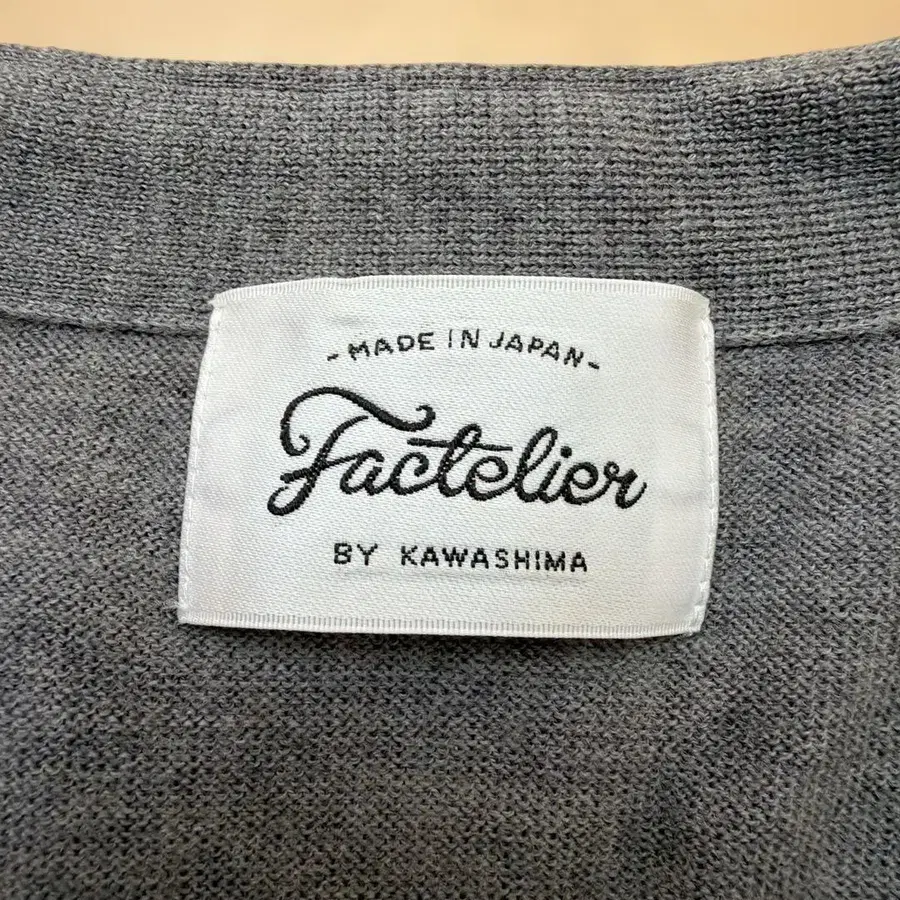 - MADE IN JAPAN -
Factelier
BY KAWASHIMA